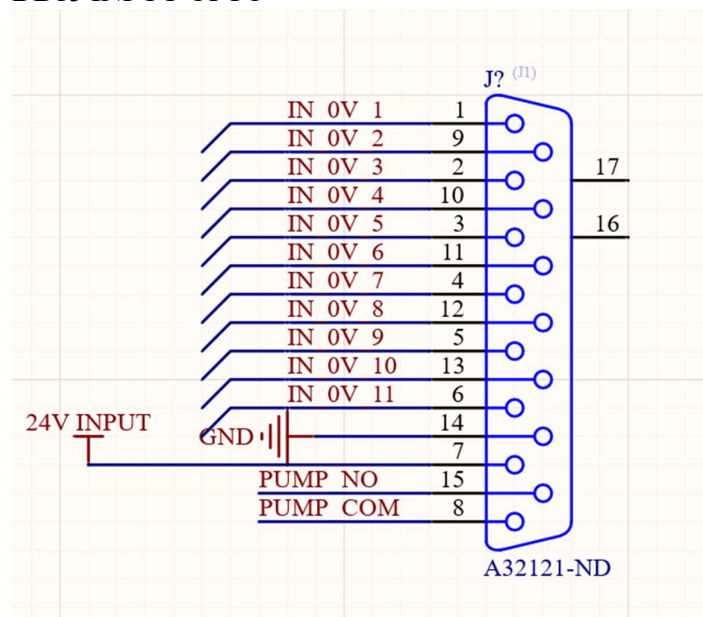 J? (J1)
IN 0V 1 1
IN 0V 2 9
IN 0V 3 2 17
IN 0V 4 10
IN 0V 5 3 16
IN 0V 6 11
IN 0V 7 4
IN 0V 8 12
IN 0V 9 5
IN 0V 10 13
IN 0V 11 6
24V INPUT
GND 14
7
PUMP NO 15
PUMP COM 8
A32121-ND